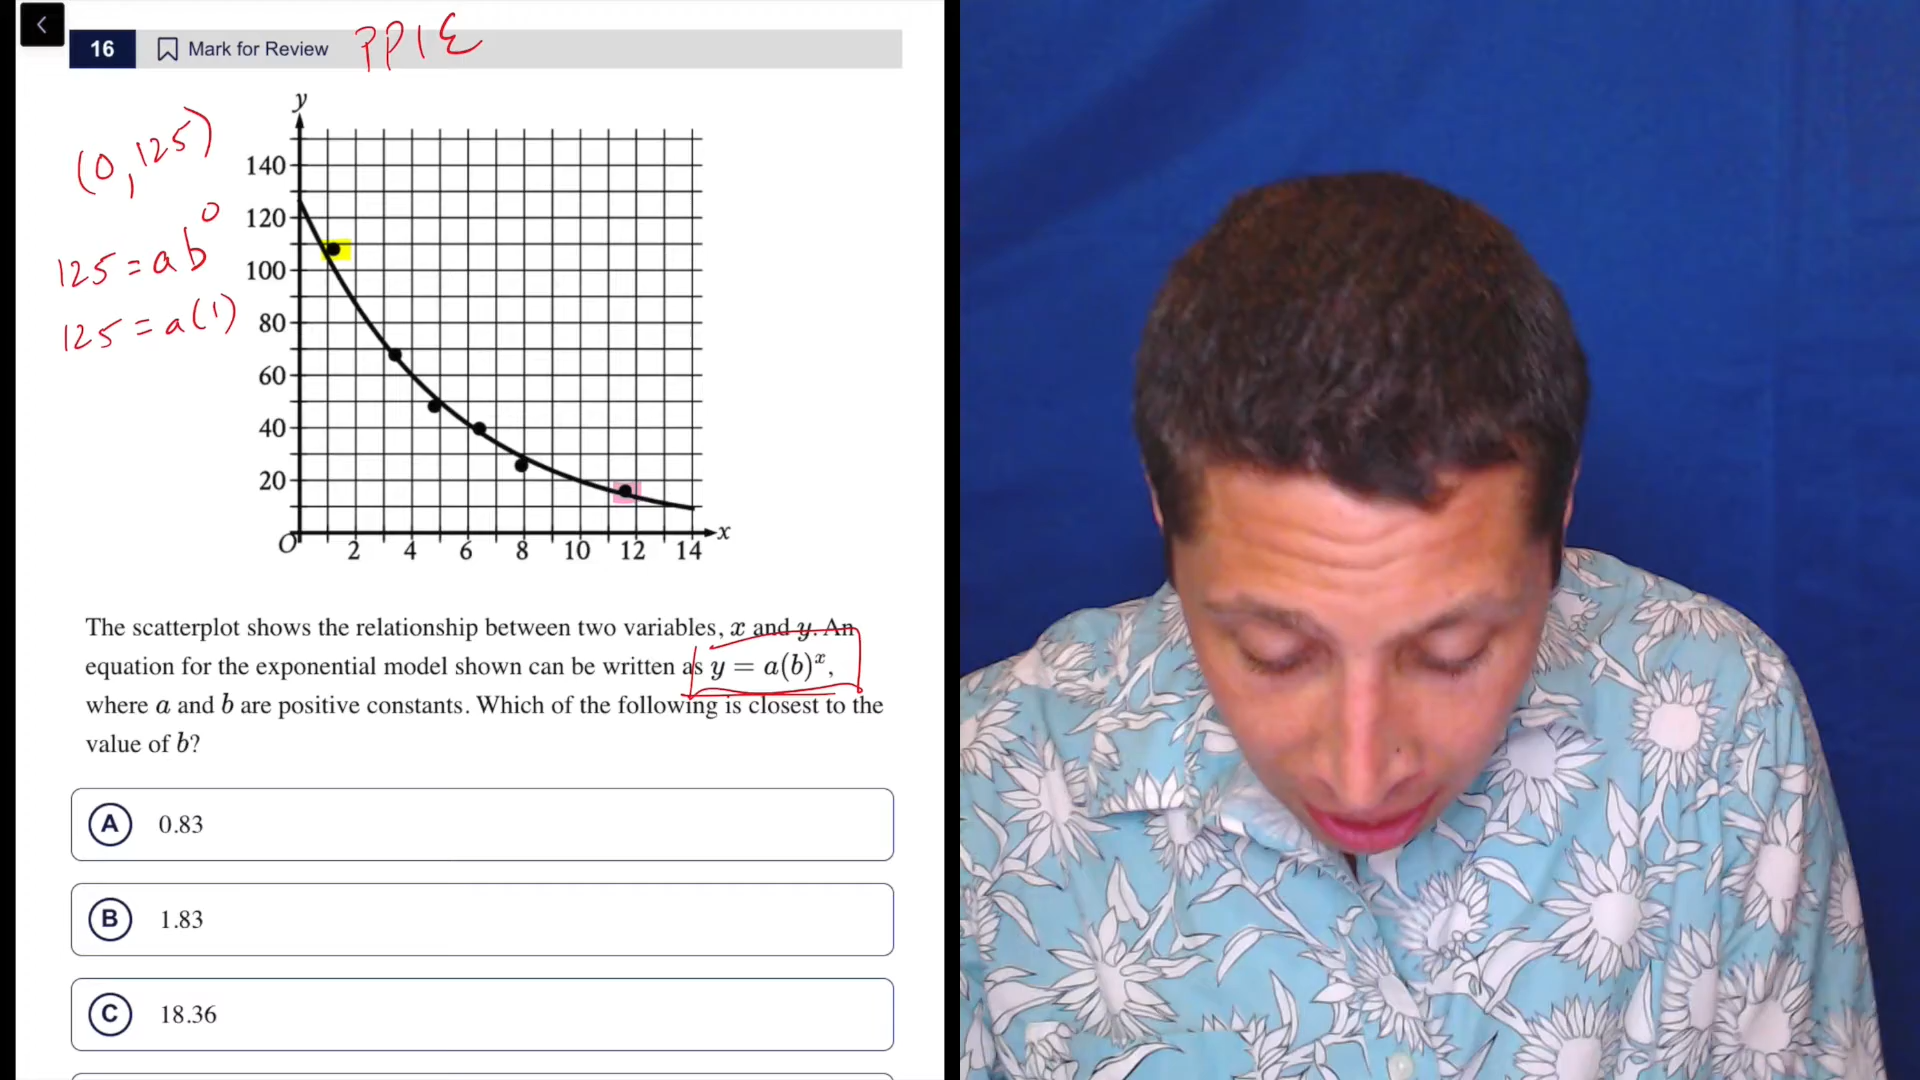 16 Mark for Review PPIE
y
(0, 125)
140
120
125 = ab^0
100
125 = a(1)
80
60
40
20
O 2 4 6 8 10 12 14 x
The scatterplot shows the relationship between two variables, x and y. An
equation for the exponential model shown can be written as y = a(b)^x,
where a and b are positive constants. Which of the following is closest to the
value of b?
A 0.83
B 1.83
C 18.36